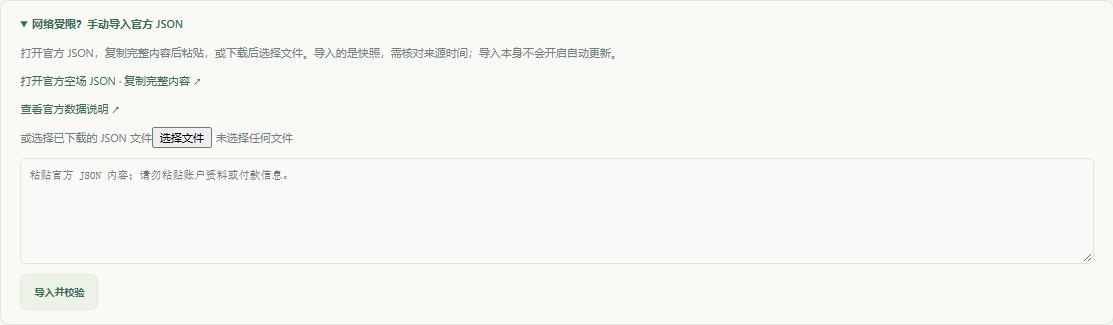 ▼ 网络受限？手动导入官方 JSON
打开官方 JSON，复制完整内容后粘贴，或下载后选择文件。导入的是快照，需核对来源时间；导入本身不会开启自动更新。
打开官方空场 JSON · 复制完整内容 ↗
查看官方数据说明 ↗
或选择已下载的 JSON 文件 选择文件 未选择任何文件
粘贴官方 JSON 内容；请勿粘贴账户资料或付款信息。
导入并校验